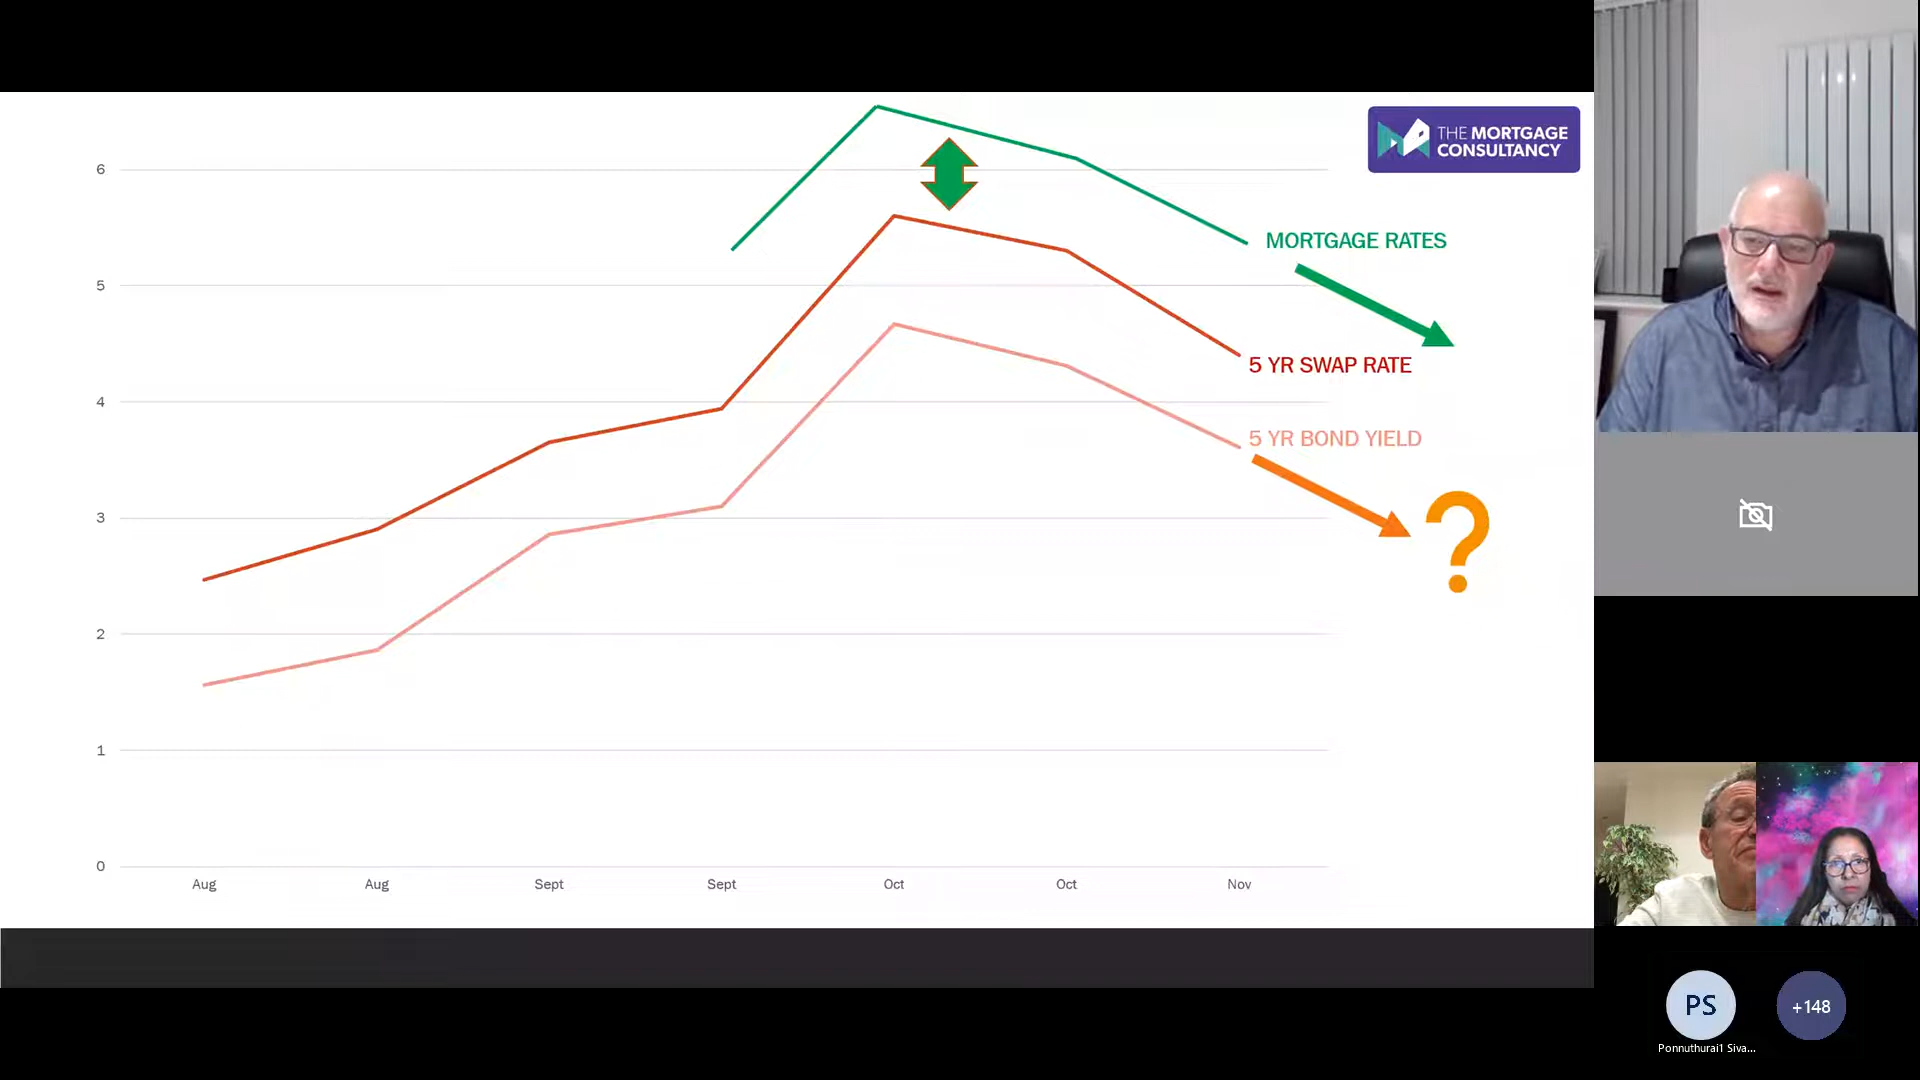 THE MORTGAGE
CONSULTANCY
6
5
4
3
2
1
0
MORTGAGE RATES
5 YR SWAP RATE
5 YR BOND YIELD
?
Aug
Aug
Sept
Sept
Oct
Oct
Nov
PS
+148
Ponnuthurai1 Siva...